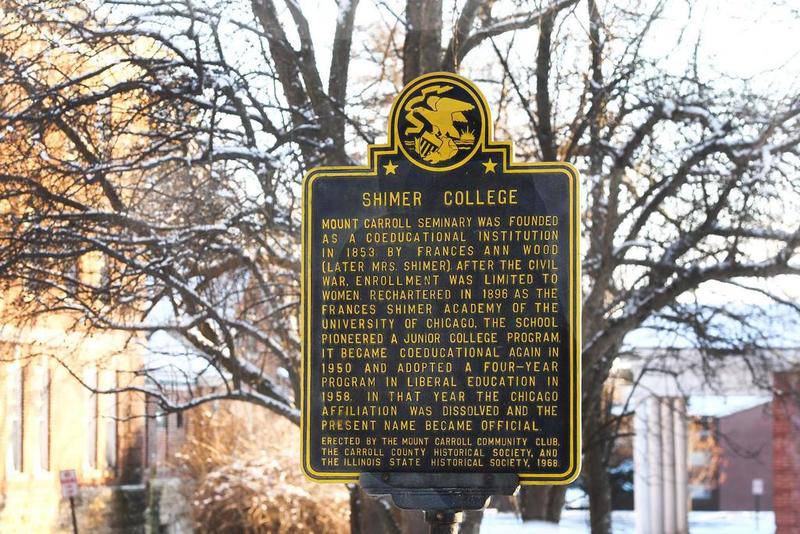 SHIMER COLLEGE
MOUNT CARROLL SEMINARY WAS FOUNDED
AS A COEDUCATIONAL INSTITUTION
IN 1853 BY FRANCES ANN WOOD
(LATER MRS. SHIMER). AFTER THE CIVIL
WAR, ENROLLMENT WAS LIMITED TO
WOMEN. RECHARTERED IN 1896 AS THE
FRANCES SHIMER ACADEMY OF THE
UNIVERSITY OF CHICAGO, THE SCHOOL
PIONEERED A JUNIOR COLLEGE PROGRAM.
IT BECAME COEDUCATIONAL AGAIN IN
1950 AND ADOPTED A FOUR-YEAR
PROGRAM IN LIBERAL EDUCATION IN
1958. IN THAT YEAR THE CHICAGO
AFFILIATION WAS DISSOLVED AND THE
PRESENT NAME BECAME OFFICIAL.
ERECTED BY THE MOUNT CARROLL COMMUNITY CLUB,
THE CARROLL COUNTY HISTORICAL SOCIETY, AND
THE ILLINOIS STATE HISTORICAL SOCIETY, 1968